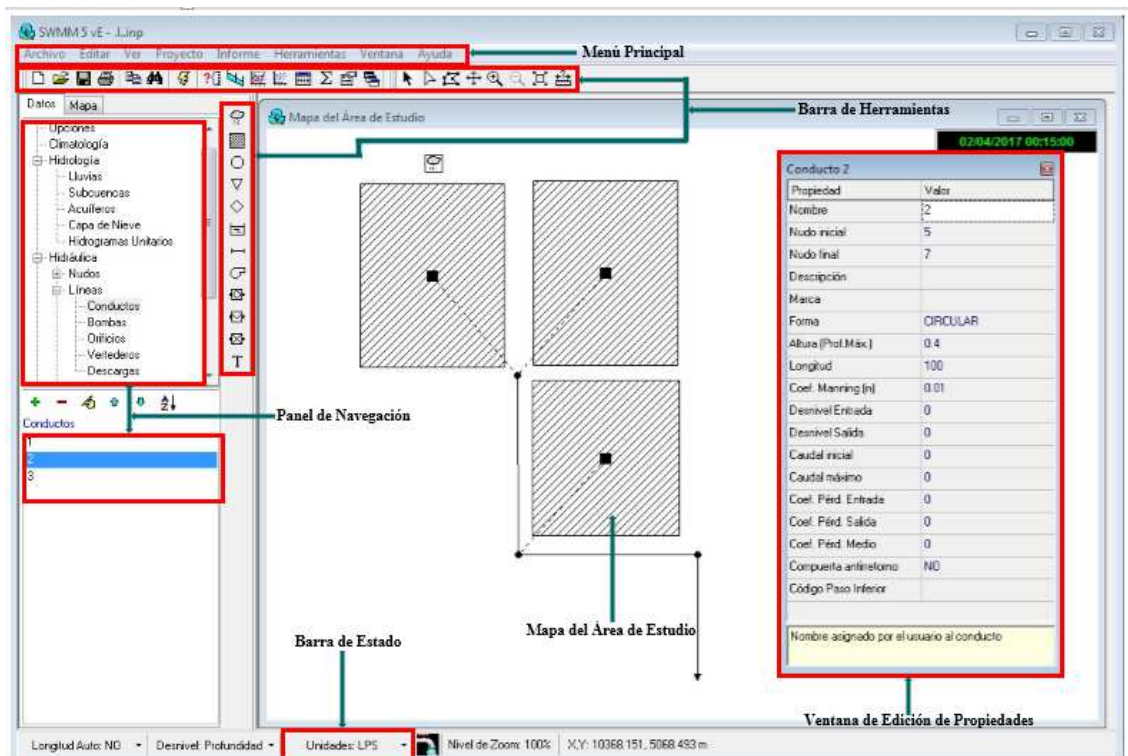 SWMM 5 vE - .I..inp
Archivo Editar Ver Proyecto Informe Herramientas Ventana Ayuda
Menú Principal
Barra de Herramientas
Datos Mapa
Opciones
Climatología
Hidrología
Lluvias
Subcuencas
Acuíferos
Capa de Nieve
Hidrogramas Unitarios
Hidráulica
Nudos
Líneas
Conductos
Bombas
Orificios
Vertederos
Descargas
T
Panel de Navegación
Conductos
1
2
3
Mapa del Área de Estudio
02/04/2017 00:15:00
Conducto 2
Propiedad Valor
Nombre 2
Nudo inicial 5
Nudo final 7
Descripción
Marca
Forma CIRCULAR
Altura (Prof.Máx.) 0.4
Longitud 100
Coef. Manning (n) 0.01
Desnivel Entrada 0
Desnivel Salida 0
Caudal inicial 0
Caudal máximo 0
Coef. Pérd. Entrada 0
Coef. Pérd. Salida 0
Coef. Pérd. Medio 0
Compuerta antirretorno NO
Código Paso Inferior
Nombre asignado por el usuario al conducto
Mapa del Área de Estudio
Barra de Estado
Ventana de Edición de Propiedades
Longitud Auto: NO Desnivel: Profundidad Unidades: LPS Nivel de Zoom: 100% X,Y: 10368.151, 5068.493 m